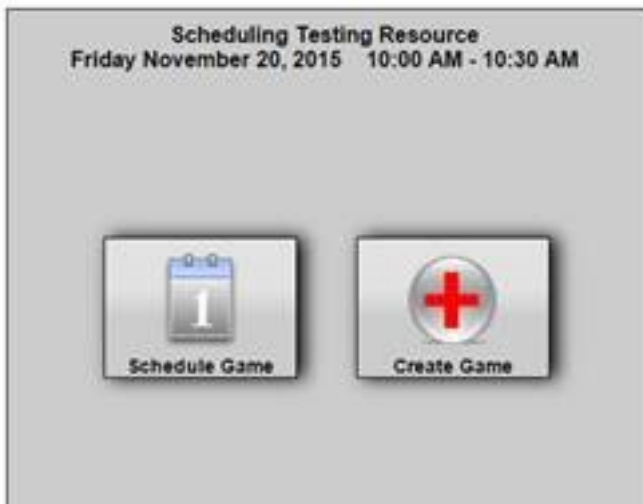 Scheduling Testing Resource
Friday November 20, 2015 10:00 AM - 10:30 AM
1
Schedule Game
Create Game